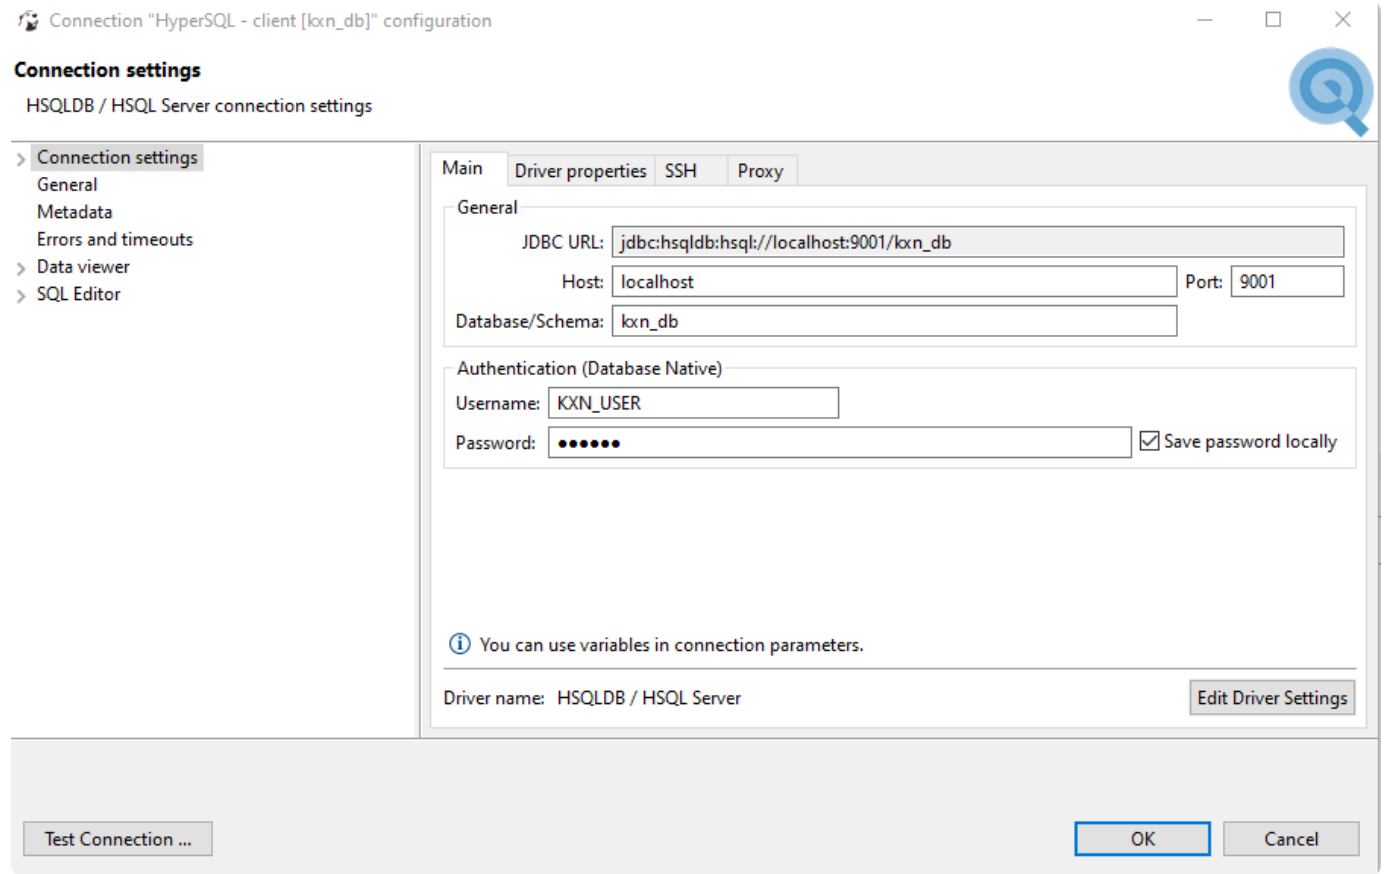 Connection "HyperSQL - client [kxn_db]" configuration
Connection settings
HSQLDB / HSQL Server connection settings
Connection settings
General
Metadata
Errors and timeouts
Data viewer
SQL Editor
Main Driver properties SSH Proxy
General
JDBC URL: jdbc:hsqldb:hsql://localhost:9001/kxn_db
Host: localhost Port: 9001
Database/Schema: kxn_db
Authentication (Database Native)
Username: KXN_USER
Password: ●●●●●● Save password locally
You can use variables in connection parameters.
Driver name: HSQLDB / HSQL Server Edit Driver Settings
Test Connection ... OK Cancel